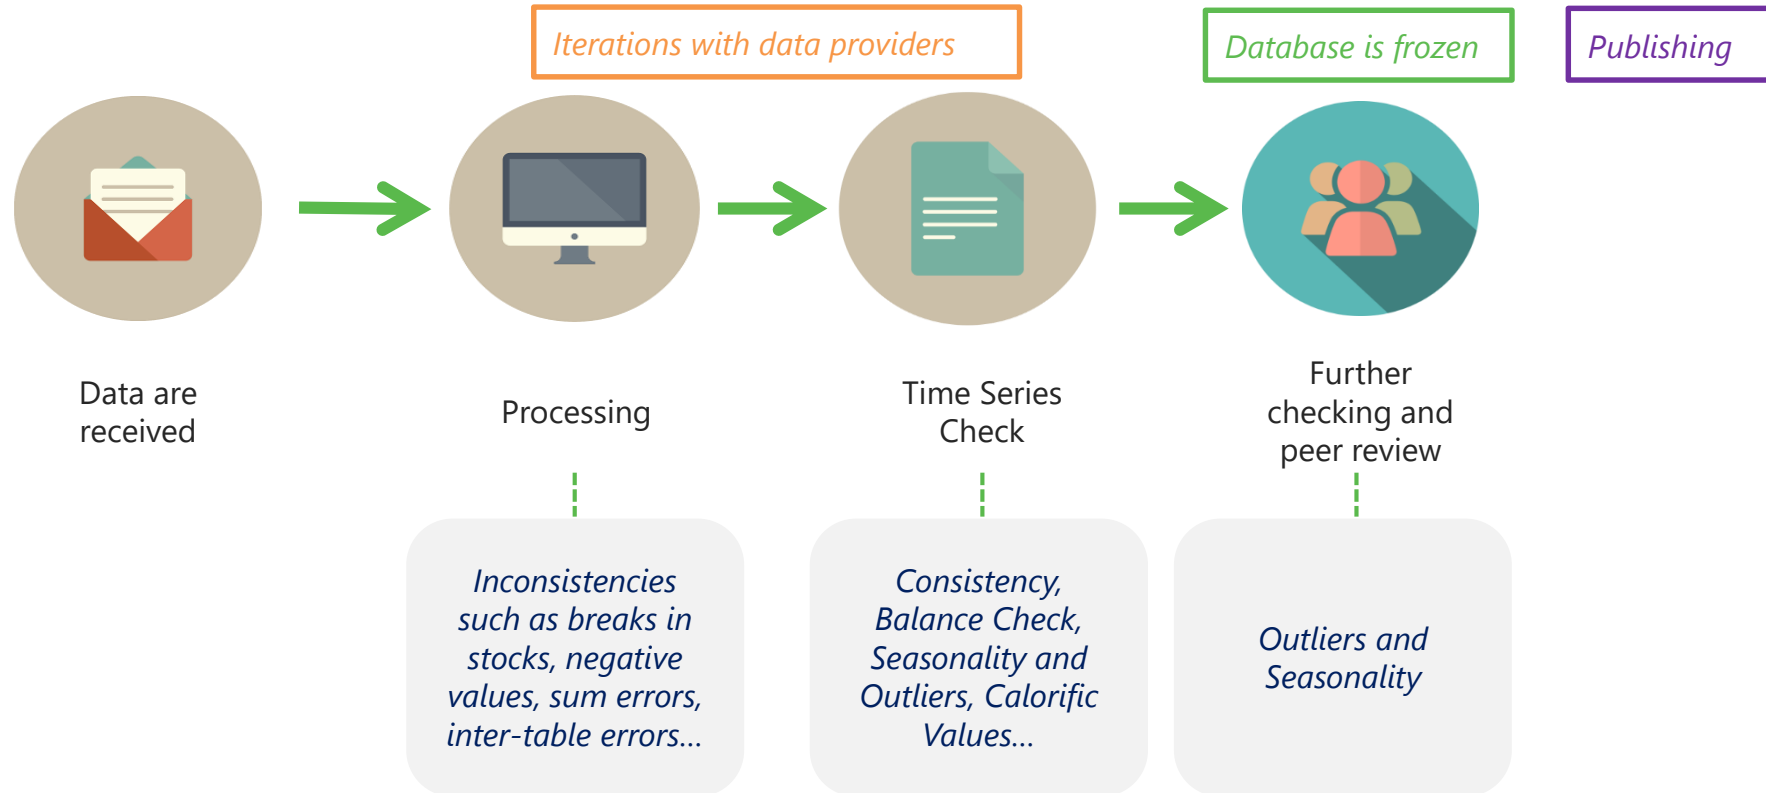 Iterations with data providers
Database is frozen
Publishing
Data are
received
Processing
Time Series
Check
Further
checking and
peer review
Inconsistencies
such as breaks in
stocks, negative
values, sum errors,
inter-table errors...
Consistency,
Balance Check,
Seasonality and
Outliers, Calorific
Values...
Outliers and
Seasonality